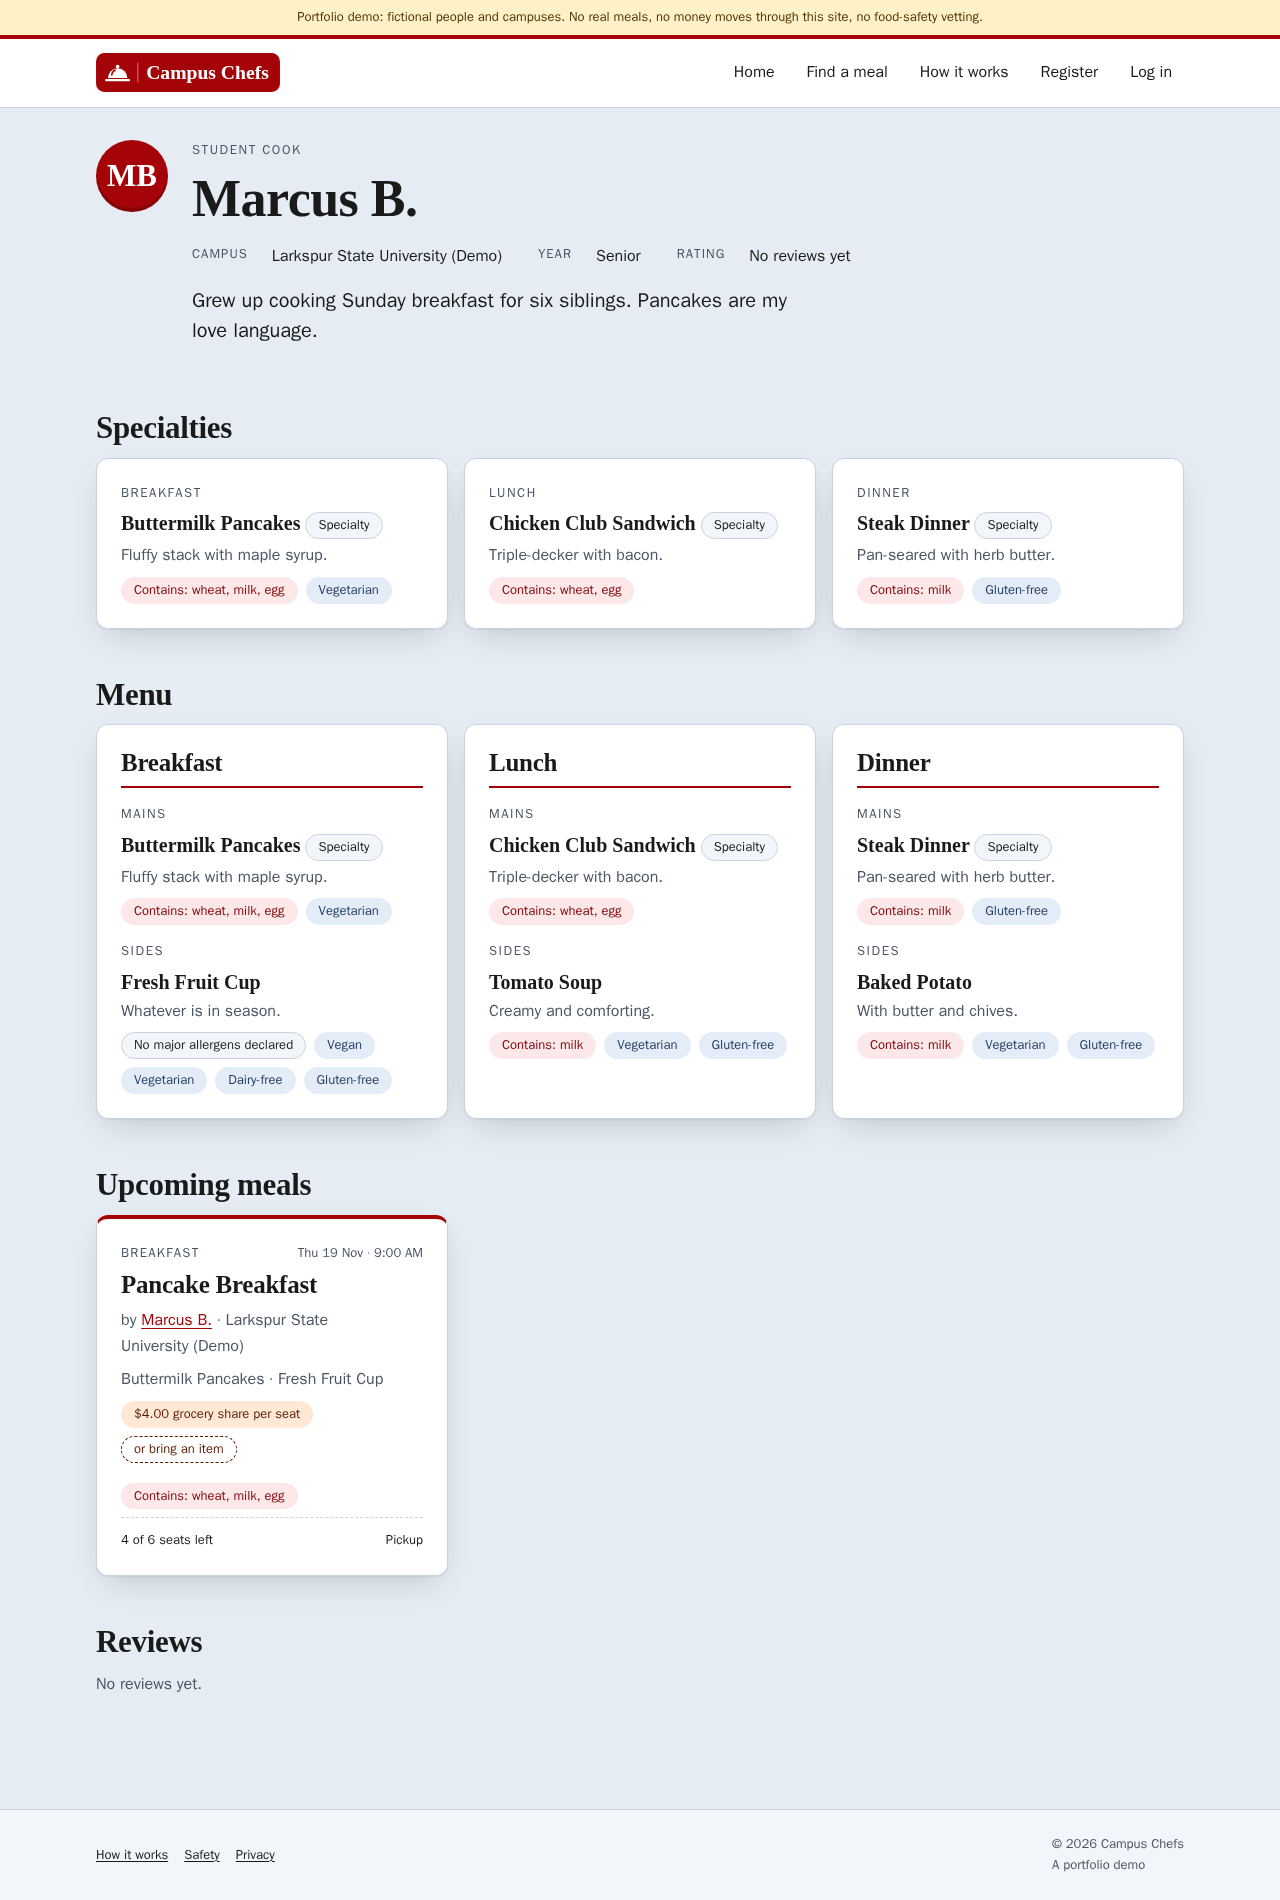 Portfolio demo: fictional people and campuses. No real meals, no money moves through this site, no food-safety vetting.
Campus Chefs
Home
Find a meal
How it works
Register
Log in
MB
STUDENT COOK
Marcus B.
CAMPUS Larkspur State University (Demo) YEAR Senior RATING No reviews yet
Grew up cooking Sunday breakfast for six siblings. Pancakes are my
love language.
Specialties
BREAKFAST
Buttermilk Pancakes Specialty
Fluffy stack with maple syrup.
Contains: wheat, milk, egg Vegetarian
LUNCH
Chicken Club Sandwich Specialty
Triple-decker with bacon.
Contains: wheat, egg
DINNER
Steak Dinner Specialty
Pan-seared with herb butter.
Contains: milk Gluten-free
Menu
Breakfast
MAINS
Buttermilk Pancakes Specialty
Fluffy stack with maple syrup.
Contains: wheat, milk, egg Vegetarian
SIDES
Fresh Fruit Cup
Whatever is in season.
No major allergens declared Vegan
Vegetarian Dairy-free Gluten-free
Lunch
MAINS
Chicken Club Sandwich Specialty
Triple-decker with bacon.
Contains: wheat, egg
SIDES
Tomato Soup
Creamy and comforting.
Contains: milk Vegetarian Gluten-free
Dinner
MAINS
Steak Dinner Specialty
Pan-seared with herb butter.
Contains: milk Gluten-free
SIDES
Baked Potato
With butter and chives.
Contains: milk Vegetarian Gluten-free
Upcoming meals
BREAKFAST Thu 19 Nov · 9:00 AM
Pancake Breakfast
by Marcus B. · Larkspur State
University (Demo)
Buttermilk Pancakes · Fresh Fruit Cup
$4.00 grocery share per seat
or bring an item
Contains: wheat, milk, egg
4 of 6 seats left Pickup
Reviews
No reviews yet.
How it works Safety Privacy
© 2026 Campus Chefs
A portfolio demo